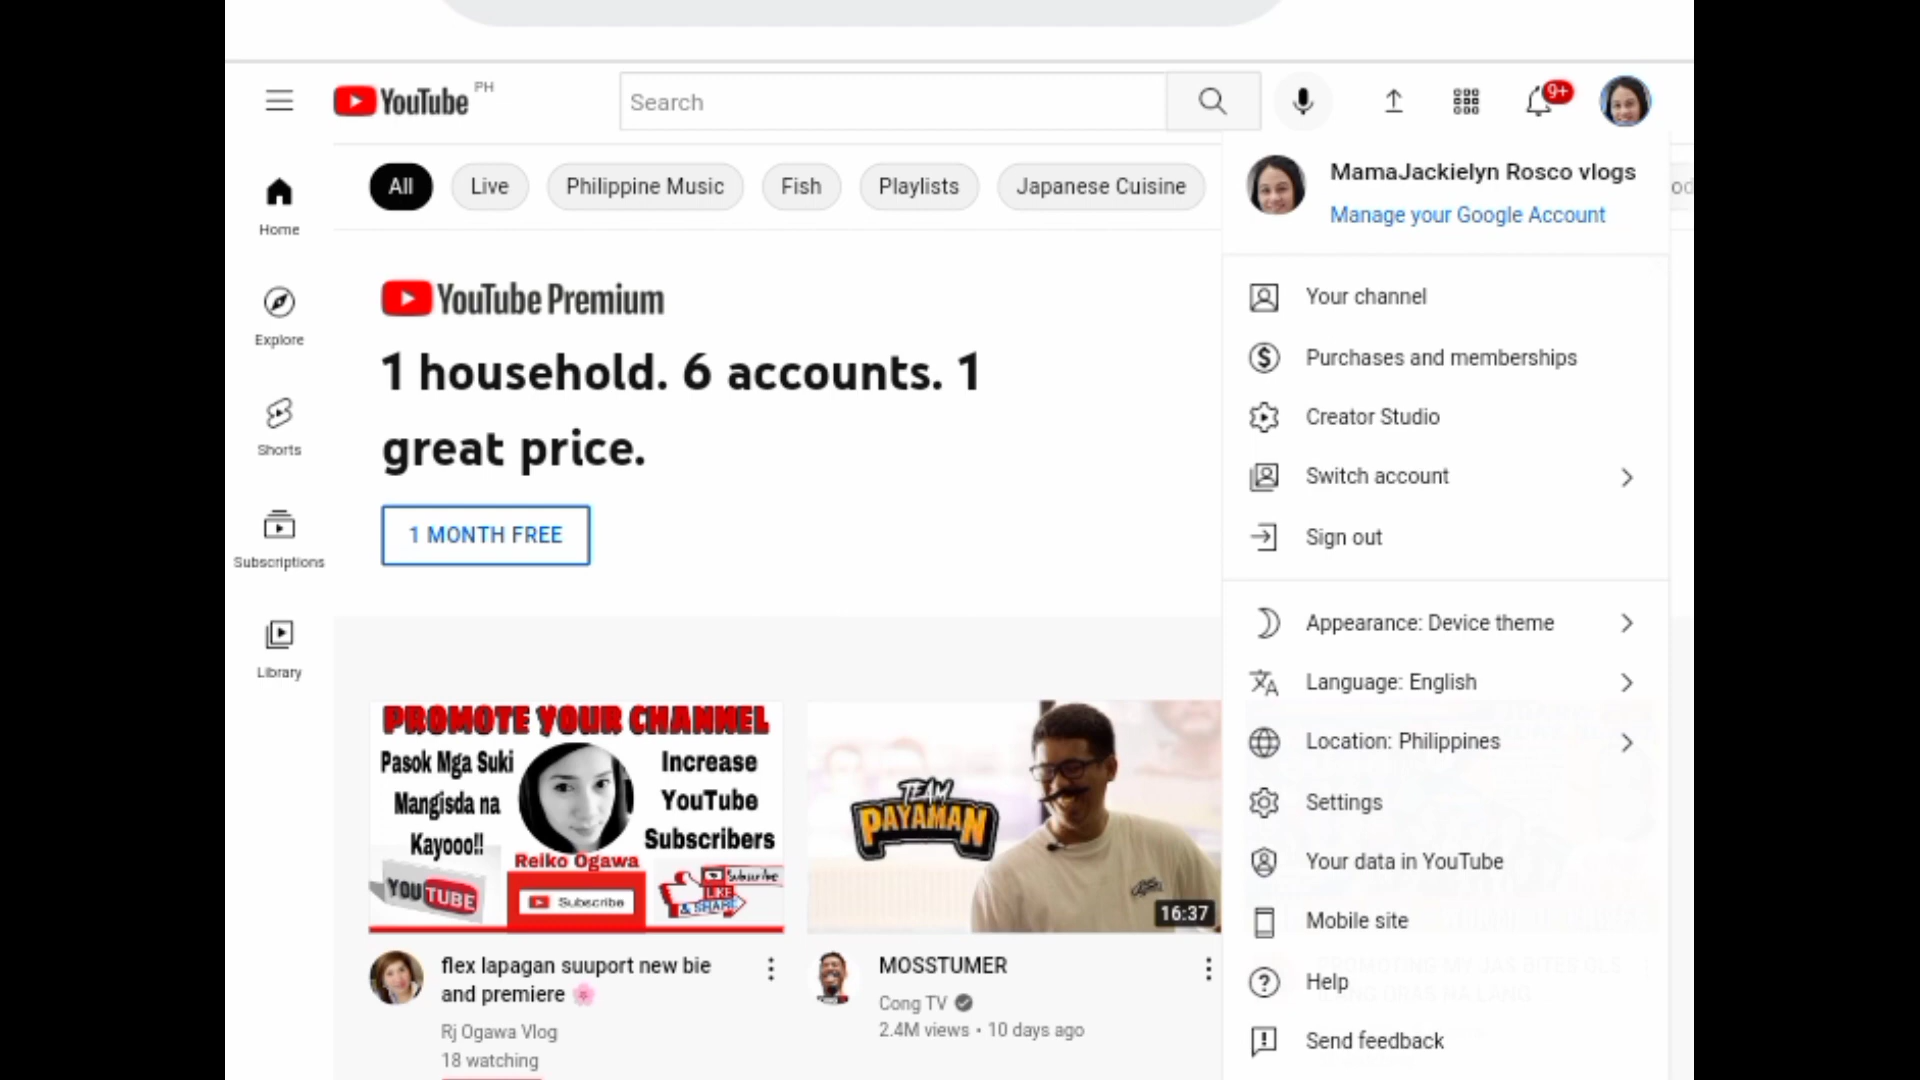 YouTube PH
Search
9+
All
Live
Philippine Music
Fish
Playlists
Japanese Cuisine
Home
Explore
Shorts
Subscriptions
Library
YouTube Premium
1 household. 6 accounts. 1
great price.
1 MONTH FREE
PROMOTE YOUR CHANNEL
Pasok Mga Suki
Mangisda na
Kayooo!!
Increase
YouTube
Subscribers
Reiko Ogawa
YOUTUBE
Subscribe
Subscribe
LIKE
& SHARE
flex lapagan suuport new bie
and premiere
Rj Ogawa Vlog
18 watching
TEAM
PAYAMAN
16:37
MOSSTUMER
Cong TV
2.4M views • 10 days ago
MamaJackielyn Rosco vlogs
Manage your Google Account
Your channel
Purchases and memberships
Creator Studio
Switch account
Sign out
Appearance: Device theme
Language: English
Location: Philippines
Settings
Your data in YouTube
Mobile site
Help
Send feedback